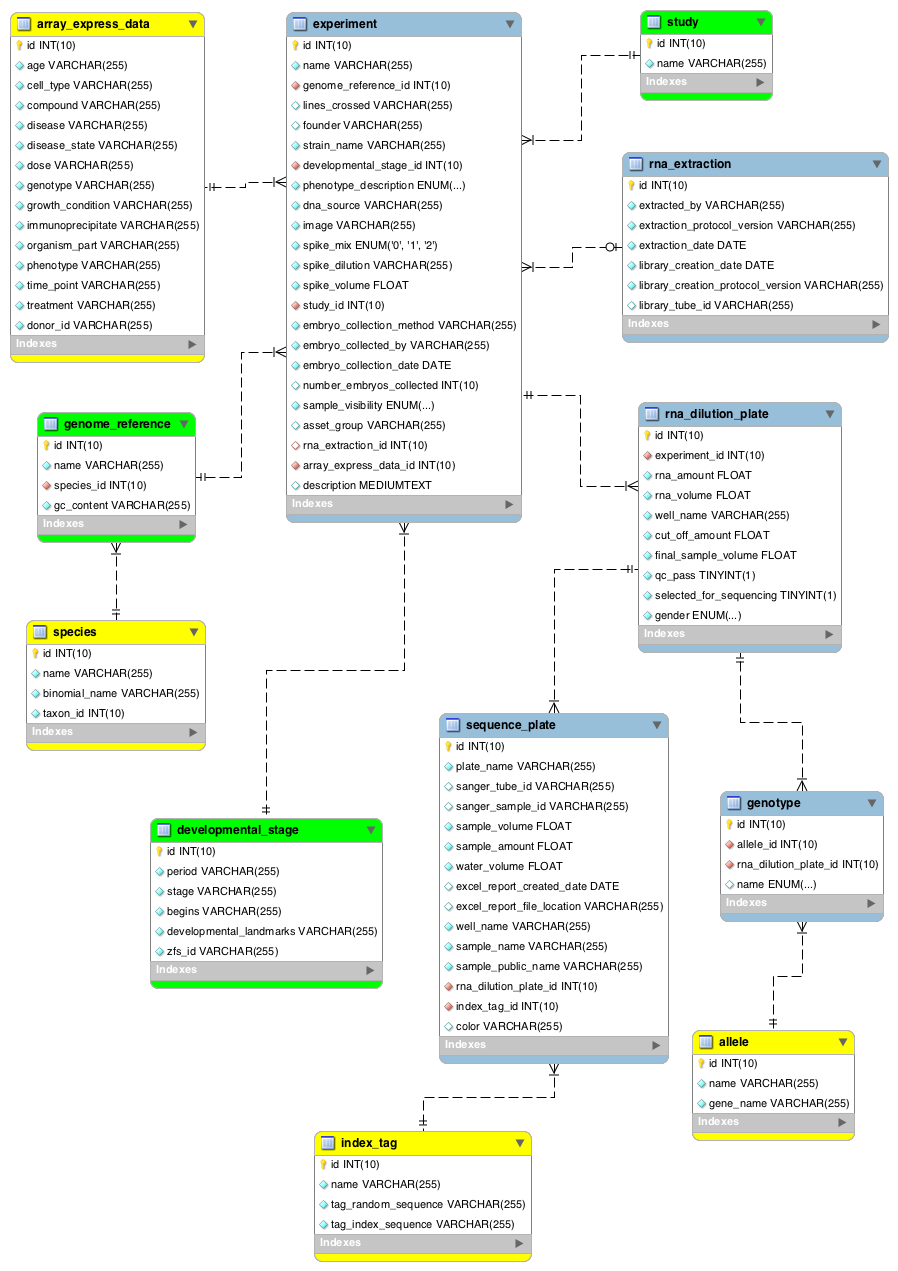 array_express_data
id INT(10)
age VARCHAR(255)
cell_type VARCHAR(255)
compound VARCHAR(255)
disease VARCHAR(255)
disease_state VARCHAR(255)
dose VARCHAR(255)
genotype VARCHAR(255)
growth_condition VARCHAR(255)
immunoprecipitate VARCHAR(255)
organism_part VARCHAR(255)
phenotype VARCHAR(255)
time_point VARCHAR(255)
treatment VARCHAR(255)
donor_id VARCHAR(255)
Indexes
experiment
id INT(10)
name VARCHAR(255)
genome_reference_id INT(10)
lines_crossed VARCHAR(255)
founder VARCHAR(255)
strain_name VARCHAR(255)
developmental_stage_id INT(10)
phenotype_description ENUM(...)
dna_source VARCHAR(255)
image VARCHAR(255)
spike_mix ENUM('0', '1', '2')
spike_dilution VARCHAR(255)
spike_volume FLOAT
study_id INT(10)
embryo_collection_method VARCHAR(255)
embryo_collected_by VARCHAR(255)
embryo_collection_date DATE
number_embryos_collected INT(10)
sample_visibility ENUM(...)
asset_group VARCHAR(255)
rna_extraction_id INT(10)
array_express_data_id INT(10)
description MEDIUMTEXT
Indexes
study
id INT(10)
name VARCHAR(255)
Indexes
rna_extraction
id INT(10)
extracted_by VARCHAR(255)
extraction_protocol_version VARCHAR(255)
extraction_date DATE
library_creation_date DATE
library_creation_protocol_version VARCHAR(255)
library_tube_id VARCHAR(255)
Indexes
genome_reference
id INT(10)
name VARCHAR(255)
species_id INT(10)
gc_content VARCHAR(255)
Indexes
rna_dilution_plate
id INT(10)
experiment_id INT(10)
rna_amount FLOAT
rna_volume FLOAT
well_name VARCHAR(255)
cut_off_amount FLOAT
final_sample_volume FLOAT
qc_pass TINYINT(1)
selected_for_sequencing TINYINT(1)
gender ENUM(...)
Indexes
species
id INT(10)
name VARCHAR(255)
binomial_name VARCHAR(255)
taxon_id INT(10)
Indexes
sequence_plate
id INT(10)
plate_name VARCHAR(255)
sanger_tube_id VARCHAR(255)
sanger_sample_id VARCHAR(255)
sample_volume FLOAT
sample_amount FLOAT
water_volume FLOAT
excel_report_created_date DATE
excel_report_file_location VARCHAR(255)
well_name VARCHAR(255)
sample_name VARCHAR(255)
sample_public_name VARCHAR(255)
rna_dilution_plate_id INT(10)
index_tag_id INT(10)
color VARCHAR(255)
Indexes
genotype
id INT(10)
allele_id INT(10)
rna_dilution_plate_id INT(10)
name ENUM(...)
Indexes
developmental_stage
id INT(10)
period VARCHAR(255)
stage VARCHAR(255)
begins VARCHAR(255)
developmental_landmarks VARCHAR(255)
zfs_id VARCHAR(255)
Indexes
allele
id INT(10)
name VARCHAR(255)
gene_name VARCHAR(255)
Indexes
index_tag
id INT(10)
name VARCHAR(255)
tag_random_sequence VARCHAR(255)
tag_index_sequence VARCHAR(255)
Indexes